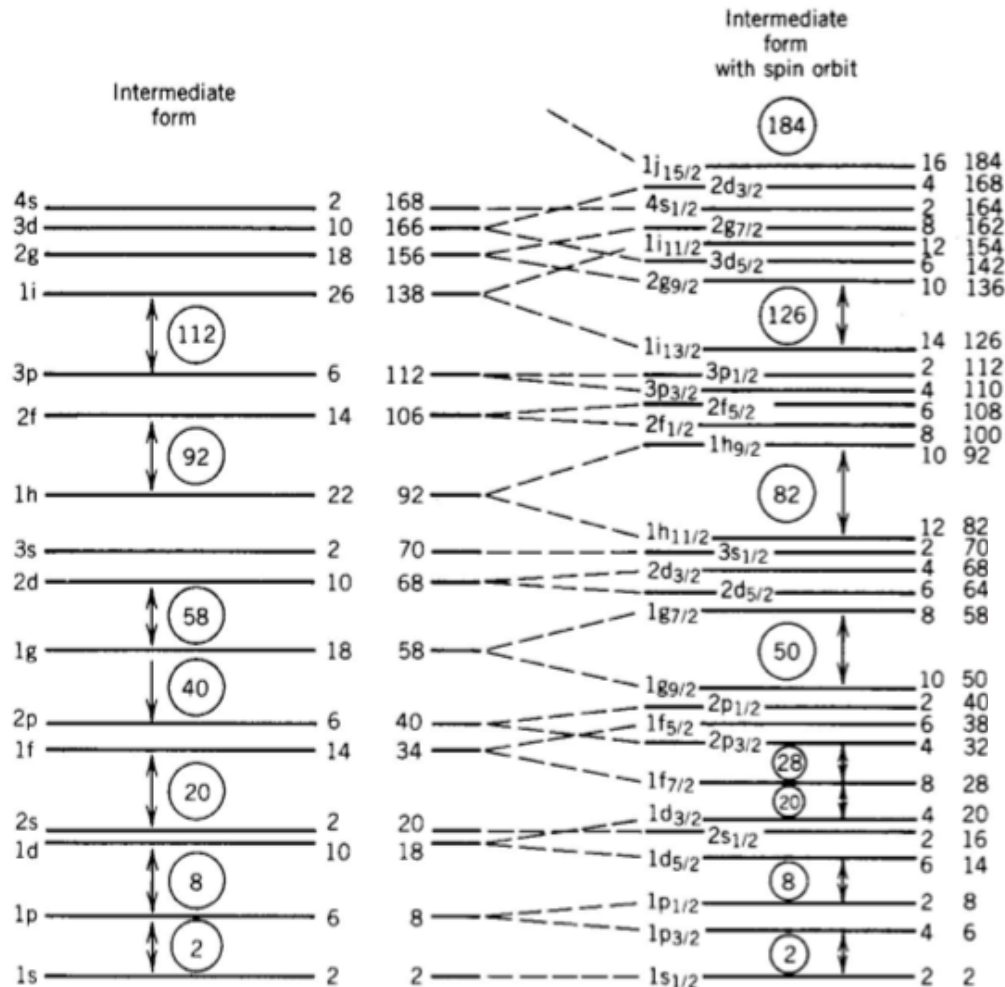 Intermediate
form
4s 2 168
3d 10 166
2g 18 156
1i 26 138
112
3p 6 112
2f 14 106
92
1h 22 92
3s 2 70
2d 10 68
58
1g 18 58
40
2p 6 40
1f 14 34
20
2s 2 20
1d 10 18
8
1p 6 8
2
1s 2 2
Intermediate
form
with spin orbit
184
1j15/2 16 184
2d3/2 4 168
4s1/2 2 164
2g7/2 8 162
1i11/2 12 154
3d5/2 6 142
2g9/2 10 136
126
1i13/2 14 126
3p1/2 2 112
3p3/2 4 110
2f5/2 6 108
2f1/2 8 100
1h9/2 10 92
82
1h11/2 12 82
3s1/2 2 70
2d3/2 4 68
2d5/2 6 64
1g7/2 8 58
50
1g9/2 10 50
2p1/2 2 40
1f5/2 6 38
2p3/2 4 32
28
1f7/2 8 28
20
1d3/2 4 20
2s1/2 2 16
1d5/2 6 14
8
1p1/2 2 8
1p3/2 4 6
2
1s1/2 2 2